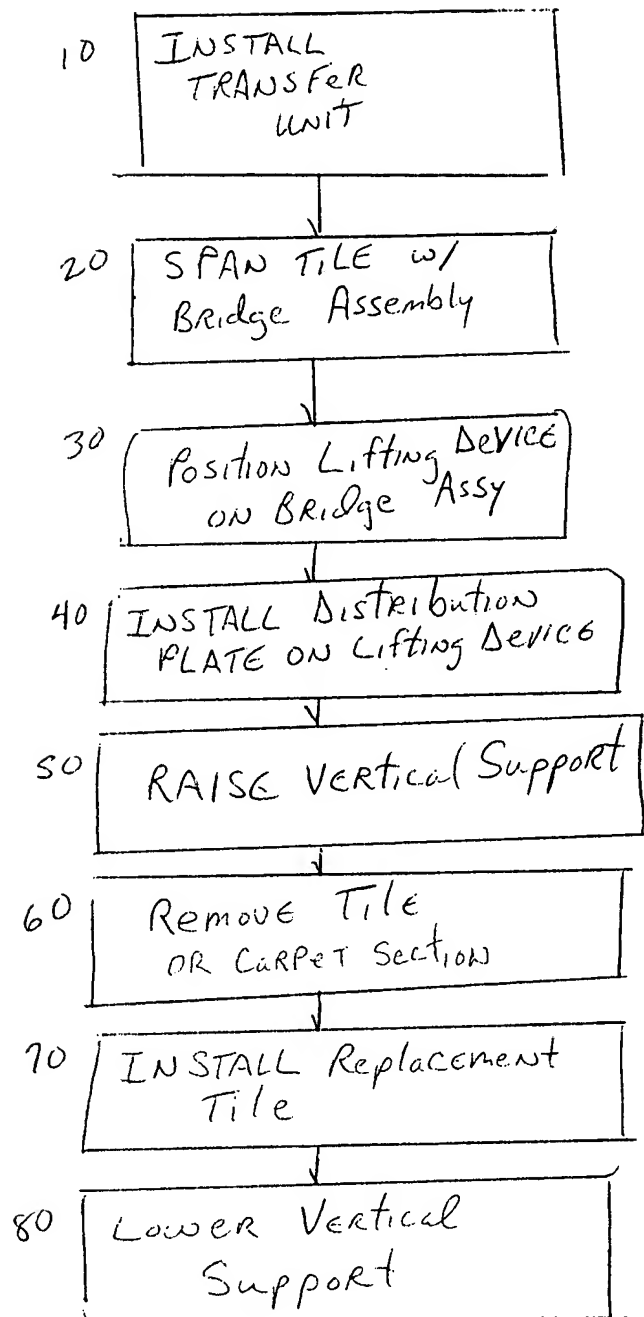 10 INSTALL
TRANSFER
UNIT
20 SPAN TILE w/
Bridge Assembly
30 Position Lifting Device
ON Bridge Assy
40 INSTALL Distribution
PLATE ON Lifting Device
50 RAISE Vertical Support
60 Remove Tile
OR CARPET Section
70 INSTALL Replacement
Tile
80 Lower Vertical
Support